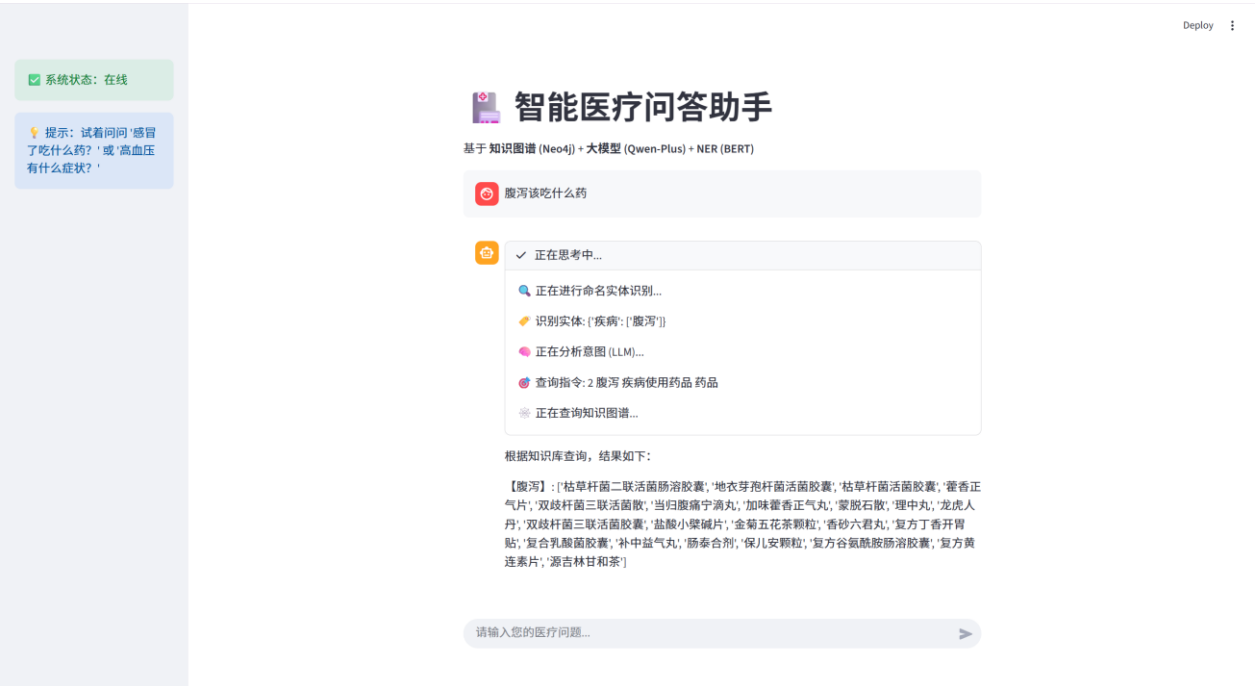 Deploy
系统状态：在线
提示：试着问问 '感冒
了吃什么药？' 或 '高血压
有什么症状？'
智能医疗问答助手
基于 知识图谱 (Neo4j) + 大模型 (Qwen-Plus) + NER (BERT)
腹泻该吃什么药
正在思考中...
正在进行命名实体识别...
识别实体: {'疾病': ['腹泻']}
正在分析意图 (LLM)...
查询指令: 2 腹泻 疾病使用药品 药品
正在查询知识图谱...
根据知识库查询，结果如下：
【腹泻】: ['枯草杆菌二联活菌肠溶胶囊', '地衣芽孢杆菌活菌胶囊', '枯草杆菌活菌胶囊', '藿香正
气片', '双歧杆菌三联活菌散', '当归腹痛宁滴丸', '加味藿香正气丸', '蒙脱石散', '理中丸', '龙虎人
丹', '双歧杆菌三联活菌胶囊', '盐酸小檗碱片', '金菊五花茶颗粒', '香砂六君丸', '复方丁香开胃
贴', '复合乳酸菌胶囊', '补中益气丸', '肠泰合剂', '保儿安颗粒', '复方谷氨酰胺肠溶胶囊', '复方黄
连素片', '源吉林甘和茶']
请输入您的医疗问题...